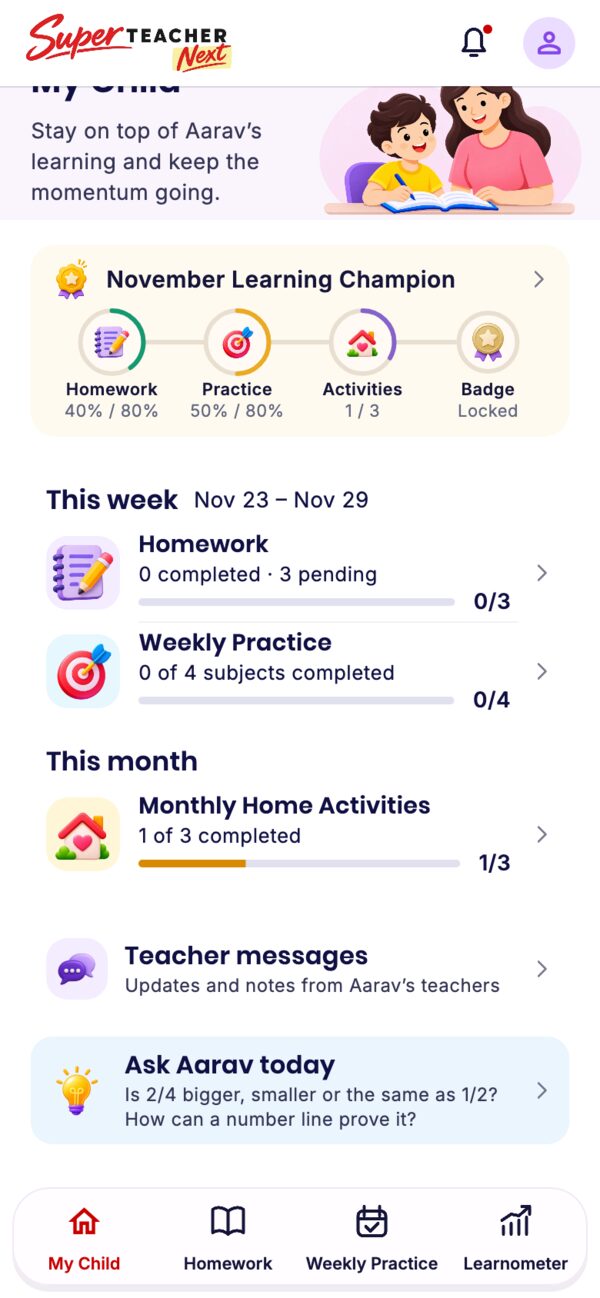 Super TEACHER
Next
My Child
Stay on top of Aarav’s
learning and keep the
momentum going.
November Learning Champion
Homework
40% / 80%
Practice
50% / 80%
Activities
1 / 3
Badge
Locked
This week Nov 23 – Nov 29
Homework
0 completed · 3 pending
0/3
Weekly Practice
0 of 4 subjects completed
0/4
This month
Monthly Home Activities
1 of 3 completed
1/3
Teacher messages
Updates and notes from Aarav’s teachers
Ask Aarav today
Is 2/4 bigger, smaller or the same as 1/2?
How can a number line prove it?
My Child
Homework
Weekly Practice
Learnometer